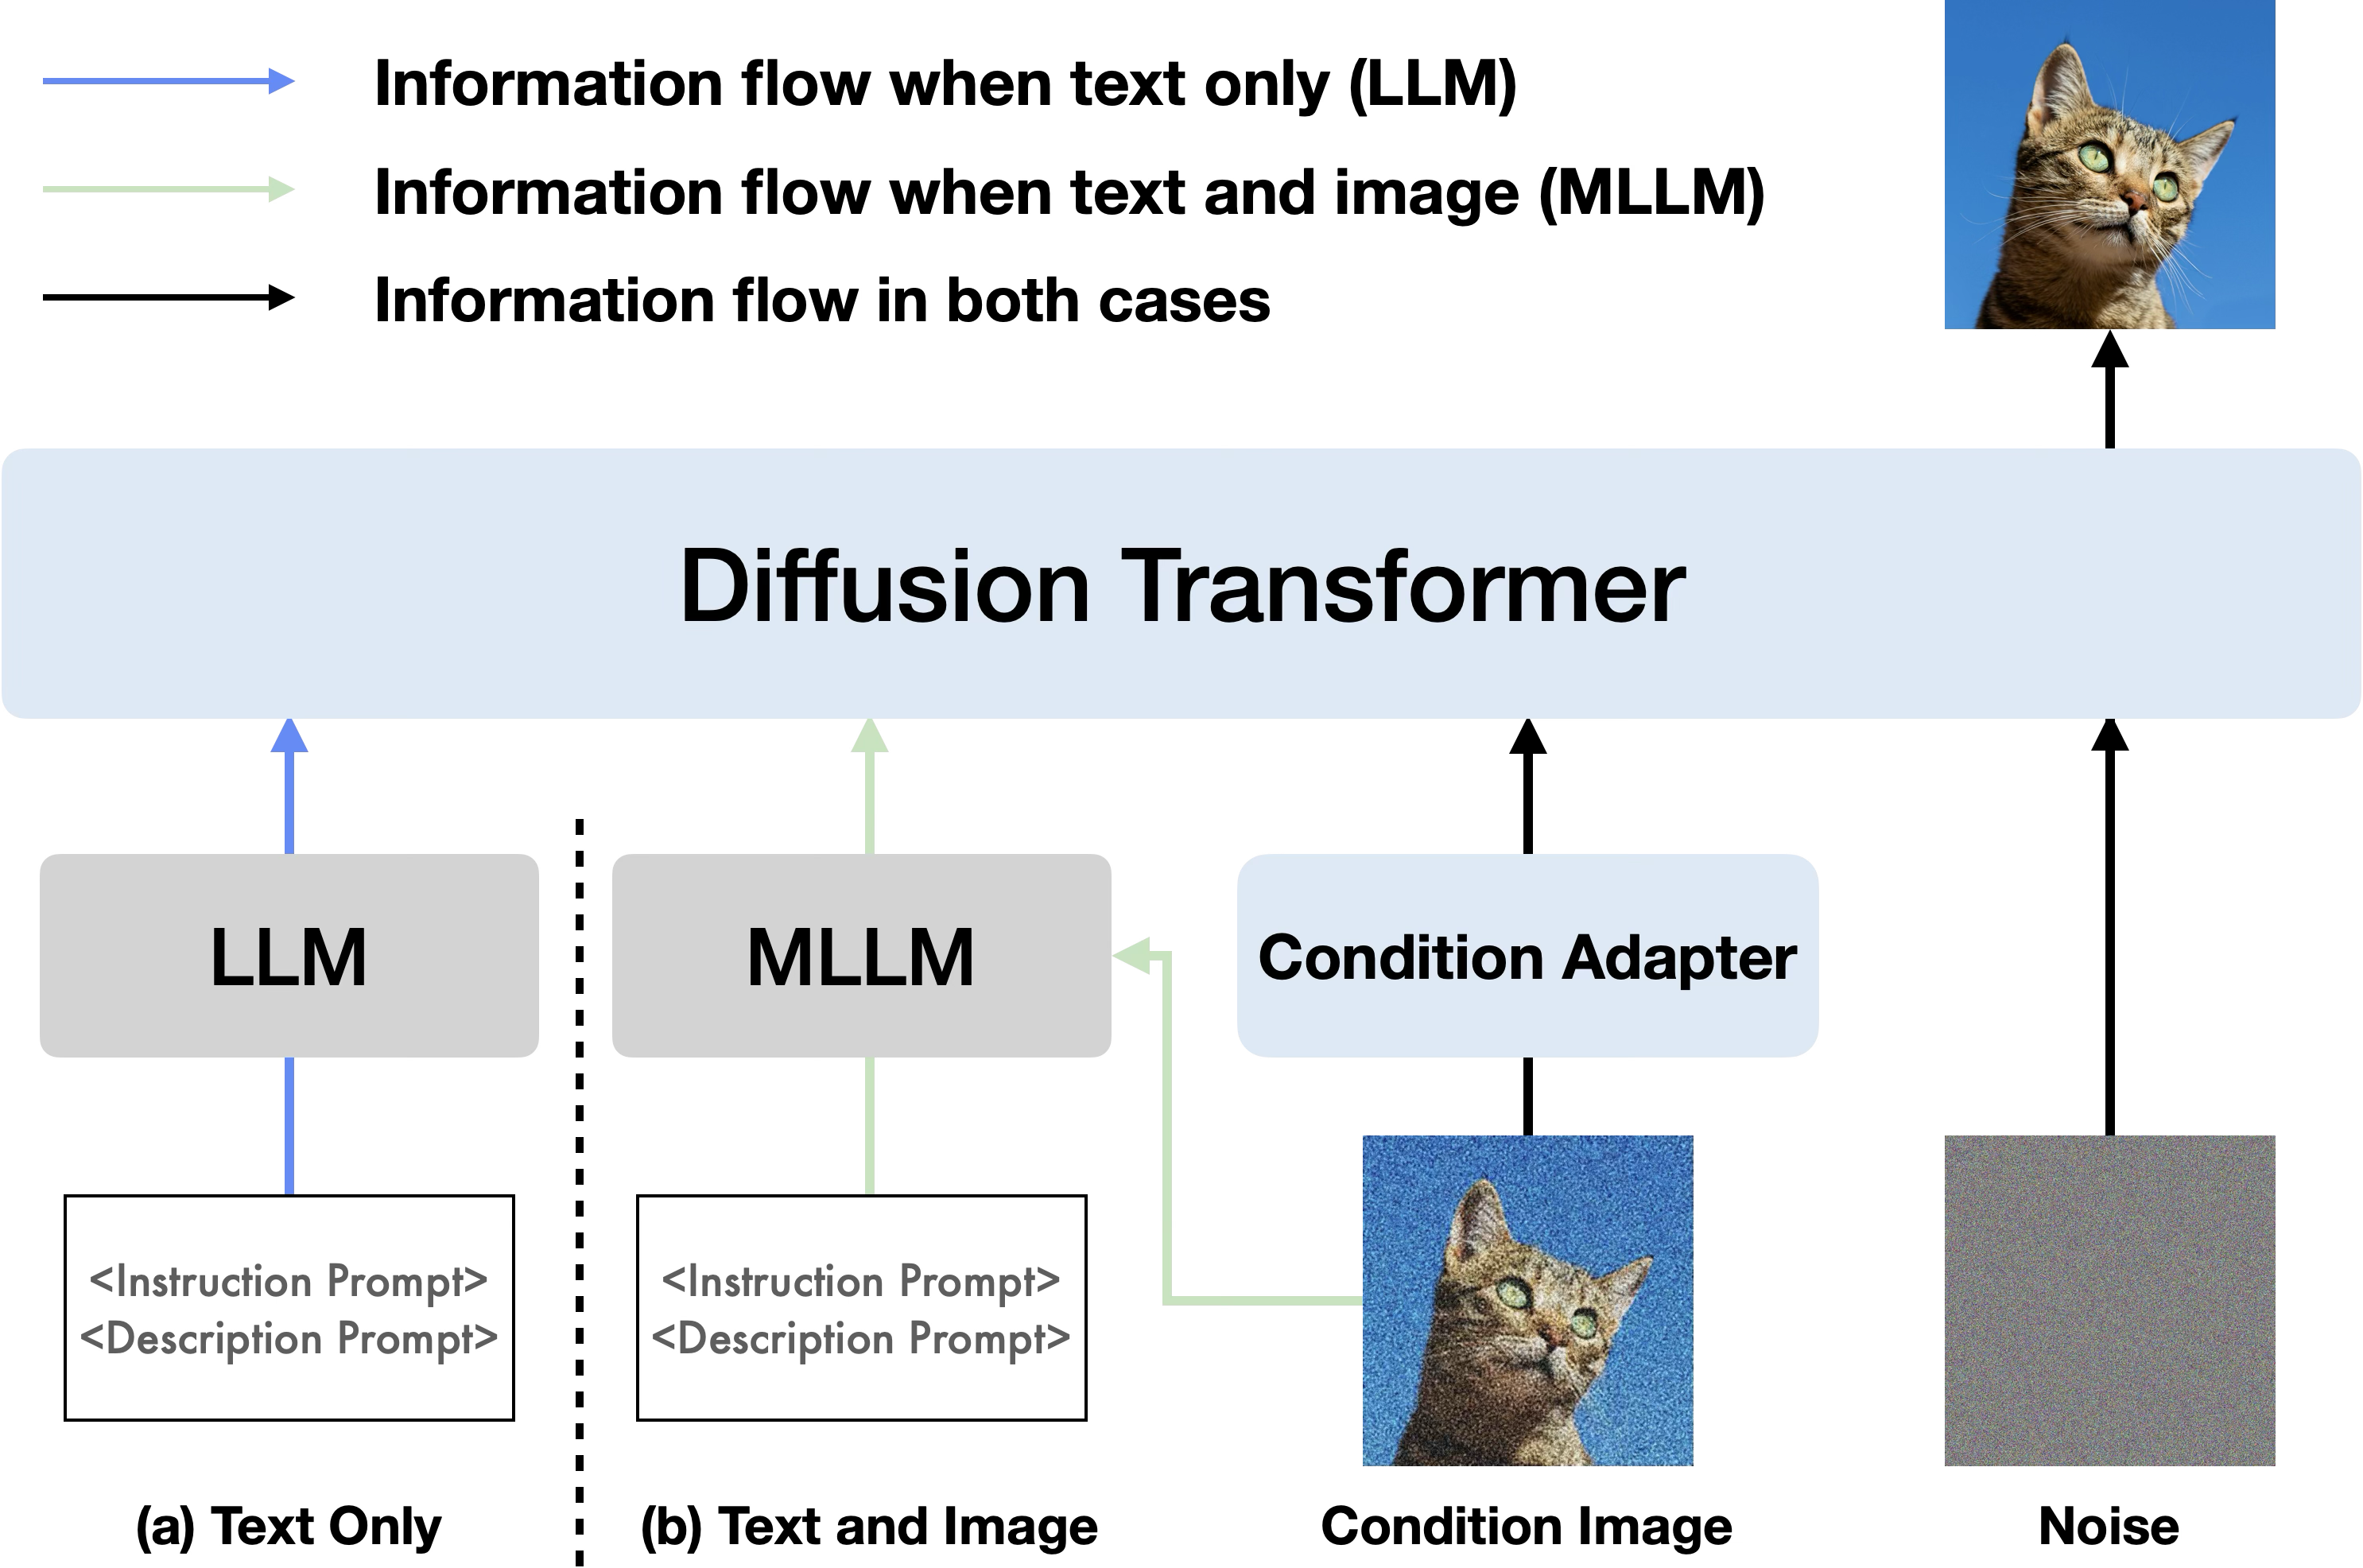 Information flow when text only (LLM)
Information flow when text and image (MLLM)
Information flow in both cases
Diffusion Transformer
LLM
MLLM
Condition Adapter
<Instruction Prompt>
<Description Prompt>
<Instruction Prompt>
<Description Prompt>
(a) Text Only
(b) Text and Image
Condition Image
Noise